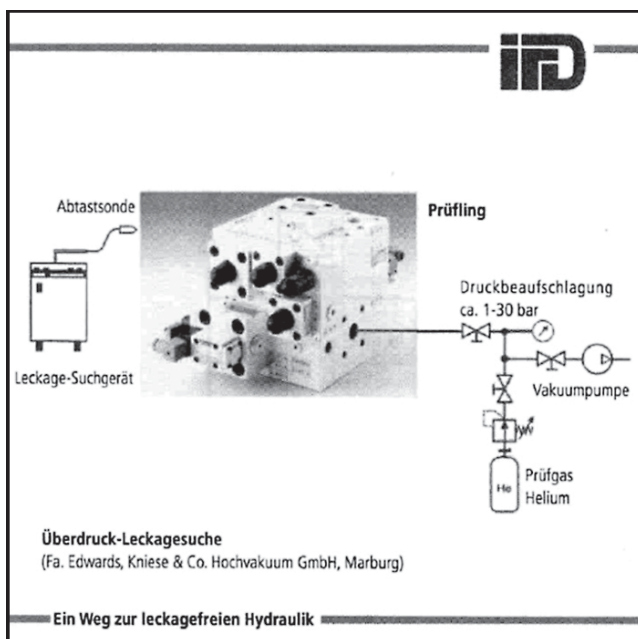 IFD
Abtastsonde
Prüfling
Druckbeaufschlagung
ca. 1-30 bar
Leckage-Suchgerät
Vakuumpumpe
He
Prüfgas
Helium
Überdruck-Leckagesuche
(Fa. Edwards, Kniese & Co. Hochvakuum GmbH, Marburg)
Ein Weg zur leckagefreien Hydraulik